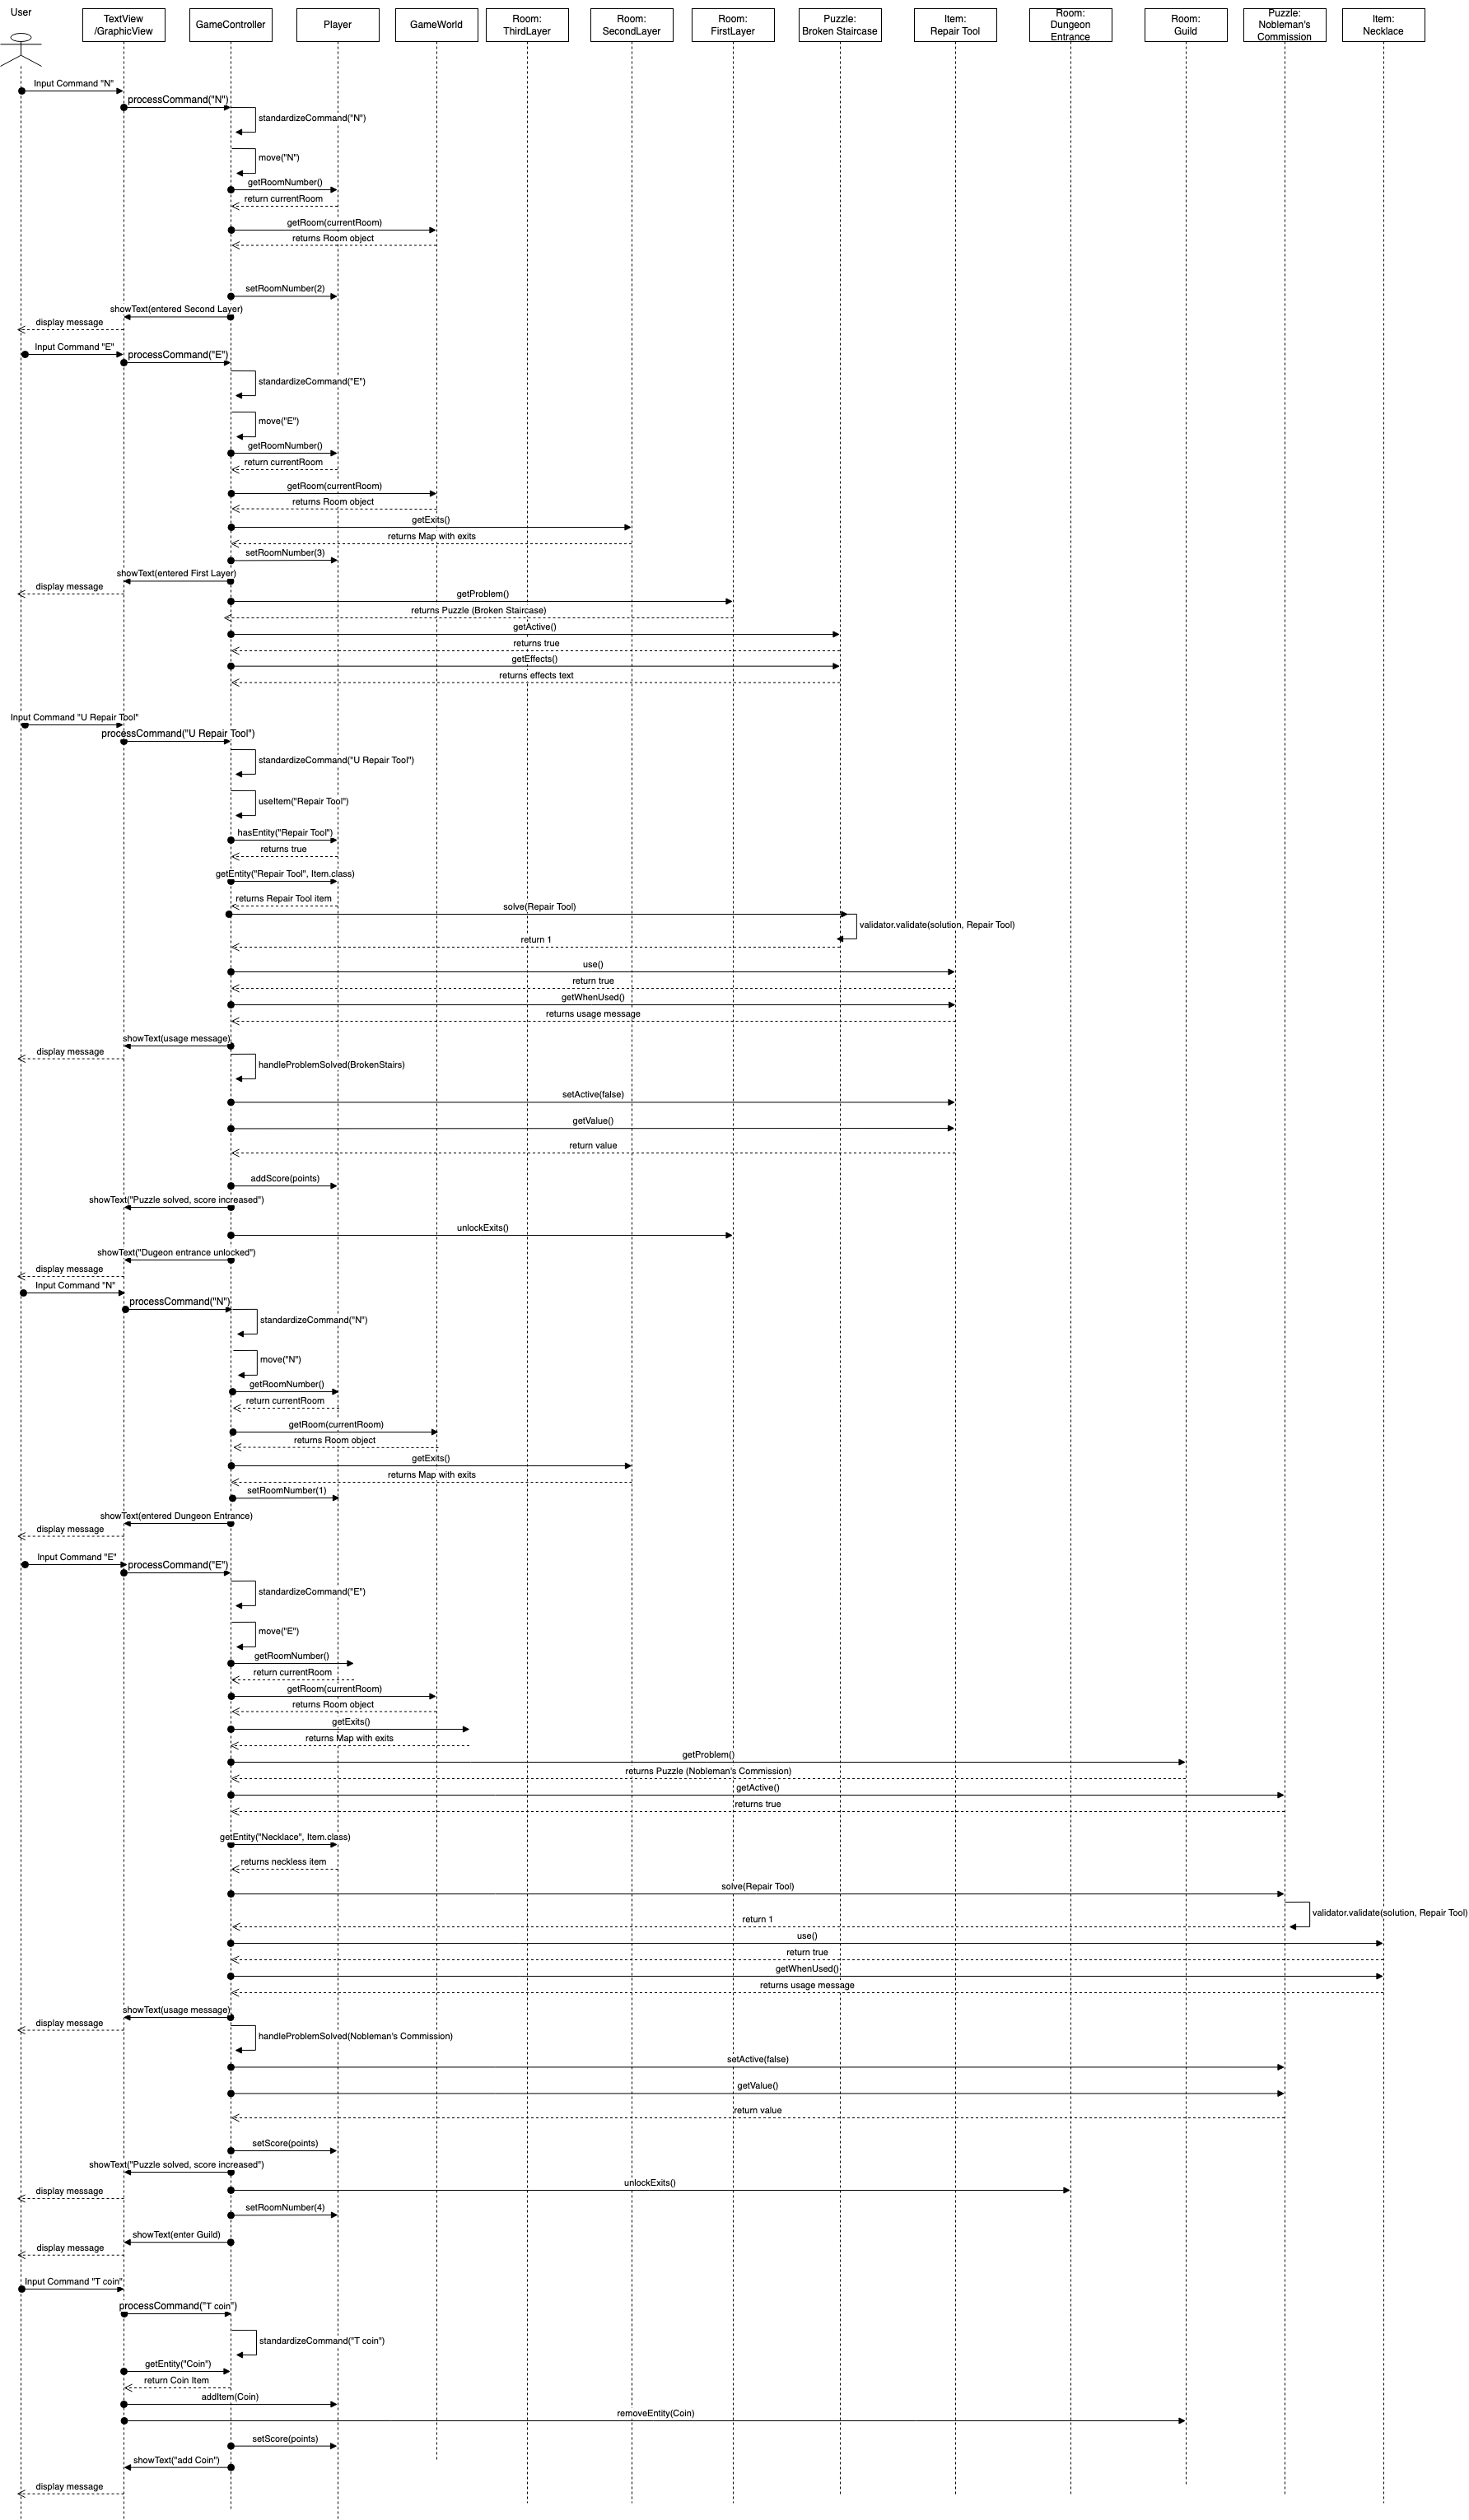 User
TextView
/GraphicView
GameController
Player
GameWorld
Room:
ThirdLayer
Room:
SecondLayer
Room:
FirstLayer
Puzzle:
Broken Staircase
Item:
Repair Tool
Room:
Dungeon
Entrance
Room:
Guild
Puzzle:
Nobleman's
Commission
Item:
Necklace
Input Command "N"
processCommand("N")
standardizeCommand("N")
move("N")
getRoomNumber()
return currentRoom
getRoom(currentRoom)
returns Room object
setRoomNumber(2)
showText(entered Second Layer)
display message
Input Command "E"
processCommand("E")
standardizeCommand("E")
move("E")
getRoomNumber()
return currentRoom
getRoom(currentRoom)
returns Room object
getExits()
returns Map with exits
setRoomNumber(3)
showText(entered First Layer)
display message
getProblem()
returns Puzzle (Broken Staircase)
getActive()
returns true
getEffects()
returns effects text
Input Command "U Repair Tool"
processCommand("U Repair Tool")
standardizeCommand("U Repair Tool")
useItem("Repair Tool")
hasEntity("Repair Tool")
returns true
getEntity("Repair Tool", Item.class)
returns Repair Tool item
solve(Repair Tool)
validator.validate(solution, Repair Tool)
return 1
use()
return true
getWhenUsed()
returns usage message
showText(usage message)
display message
handleProblemSolved(BrokenStairs)
setActive(false)
getValue()
return value
addScore(points)
showText("Puzzle solved, score increased")
unlockExits()
showText("Dugeon entrance unlocked")
display message
Input Command "N"
processCommand("N")
standardizeCommand("N")
move("N")
getRoomNumber()
return currentRoom
getRoom(currentRoom)
returns Room object
getExits()
returns Map with exits
setRoomNumber(1)
showText(entered Dungeon Entrance)
display message
Input Command "E"
processCommand("E")
standardizeCommand("E")
move("E")
getRoomNumber()
return currentRoom
getRoom(currentRoom)
returns Room object
getExits()
returns Map with exits
getProblem()
returns Puzzle (Nobleman's Commission)
getActive()
returns true
getEntity("Necklace", Item.class)
returns neckless item
solve(Repair Tool)
validator.validate(solution, Repair Tool)
return 1
use()
return true
getWhenUsed()
returns usage message
showText(usage message)
display message
handleProblemSolved(Nobleman's Commission)
setActive(false)
getValue()
return value
setScore(points)
showText("Puzzle solved, score increased")
unlockExits()
display message
setRoomNumber(4)
showText(enter Guild)
display message
Input Command "T coin"
processCommand("T coin")
standardizeCommand("T coin")
getEntity("Coin")
return Coin Item
addItem(Coin)
removeEntity(Coin)
setScore(points)
showText("add Coin")
display message